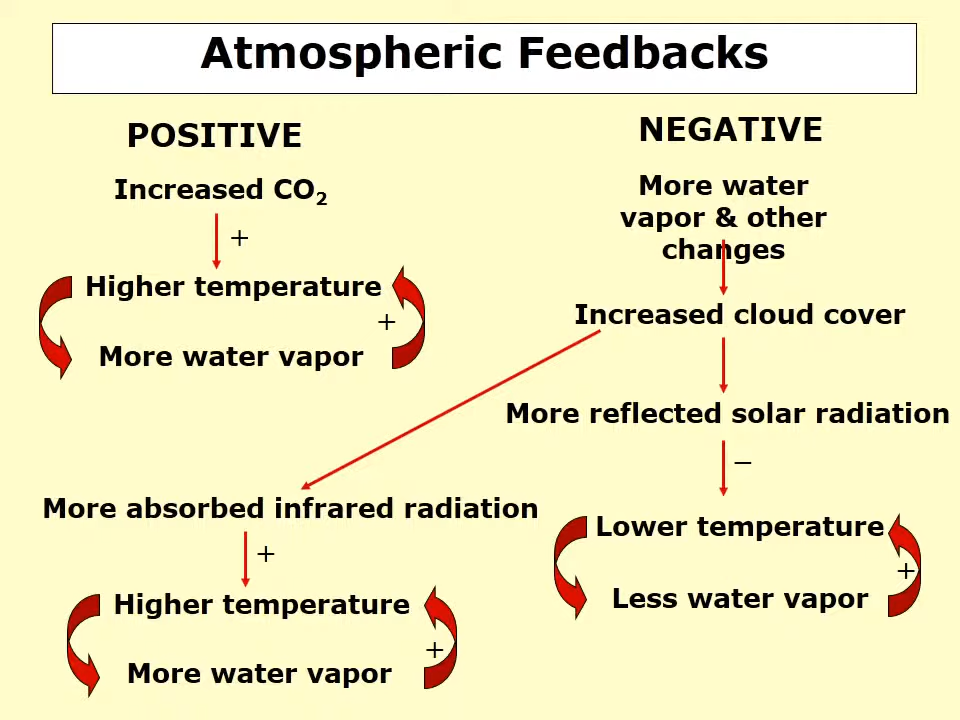 Atmospheric Feedbacks
POSITIVE
Increased CO₂
+
Higher temperature
+
More water vapor
NEGATIVE
More water
vapor & other
changes
Increased cloud cover
More reflected solar radiation
−
Lower temperature
+
Less water vapor
More absorbed infrared radiation
+
Higher temperature
+
More water vapor